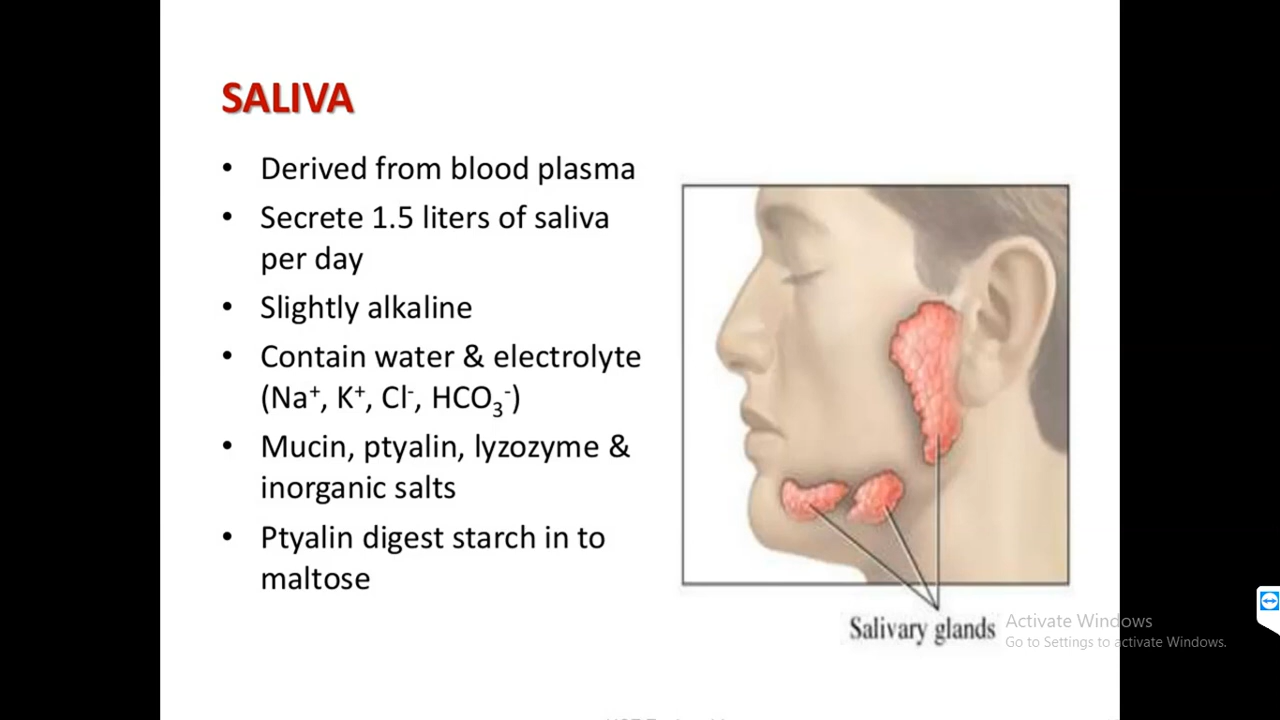 SALIVA
• Derived from blood plasma
• Secrete 1.5 liters of saliva
per day
• Slightly alkaline
• Contain water & electrolyte
(Na⁺, K⁺, Cl⁻, HCO₃⁻)
• Mucin, ptyalin, lyzozyme &
inorganic salts
• Ptyalin digest starch in to
maltose
Salivary glands
Activate Windows
Go to Settings to activate Windows.